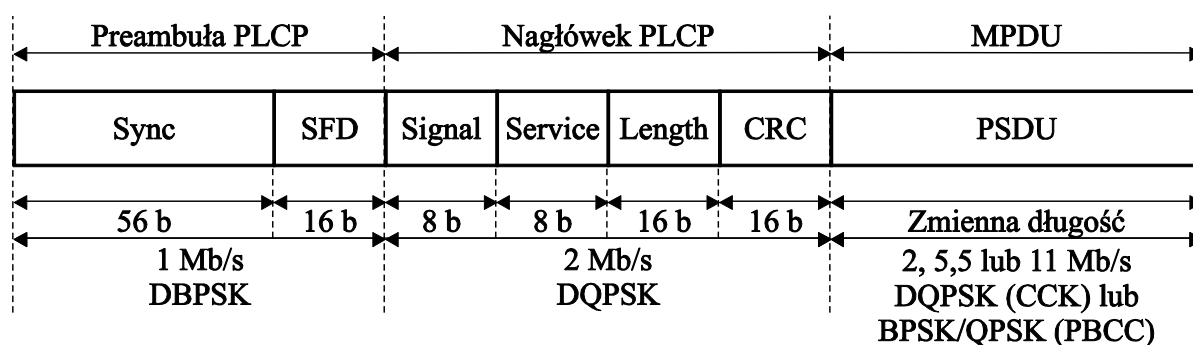 Preambuła PLCP Nagłówek PLCP MPDU
Sync SFD Signal Service Length CRC PSDU
56 b 16 b 8 b 8 b 16 b 16 b Zmienna długość
1 Mb/s 2 Mb/s 2, 5,5 lub 11 Mb/s
DBPSK DQPSK DQPSK (CCK) lub
BPSK/QPSK (PBCC)